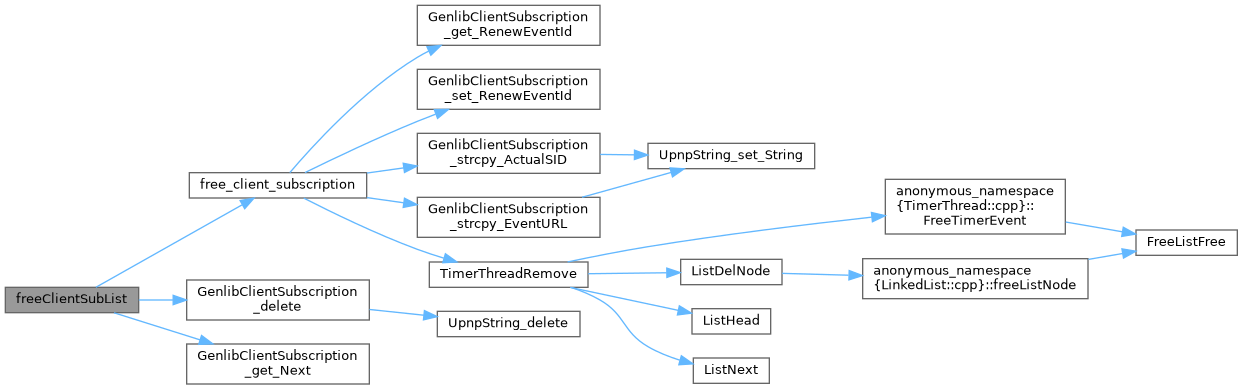 GenlibClientSubscription
_get_RenewEventId
GenlibClientSubscription
_set_RenewEventId
GenlibClientSubscription
_strcpy_ActualSID
UpnpString_set_String
free_client_subscription
GenlibClientSubscription
_strcpy_EventURL
anonymous_namespace
{TimerThread::cpp}::
FreeTimerEvent
FreeListFree
TimerThreadRemove
ListDelNode
anonymous_namespace
{LinkedList::cpp}::freeListNode
freeClientSubList
GenlibClientSubscription
_delete
UpnpString_delete
ListHead
GenlibClientSubscription
_get_Next
ListNext